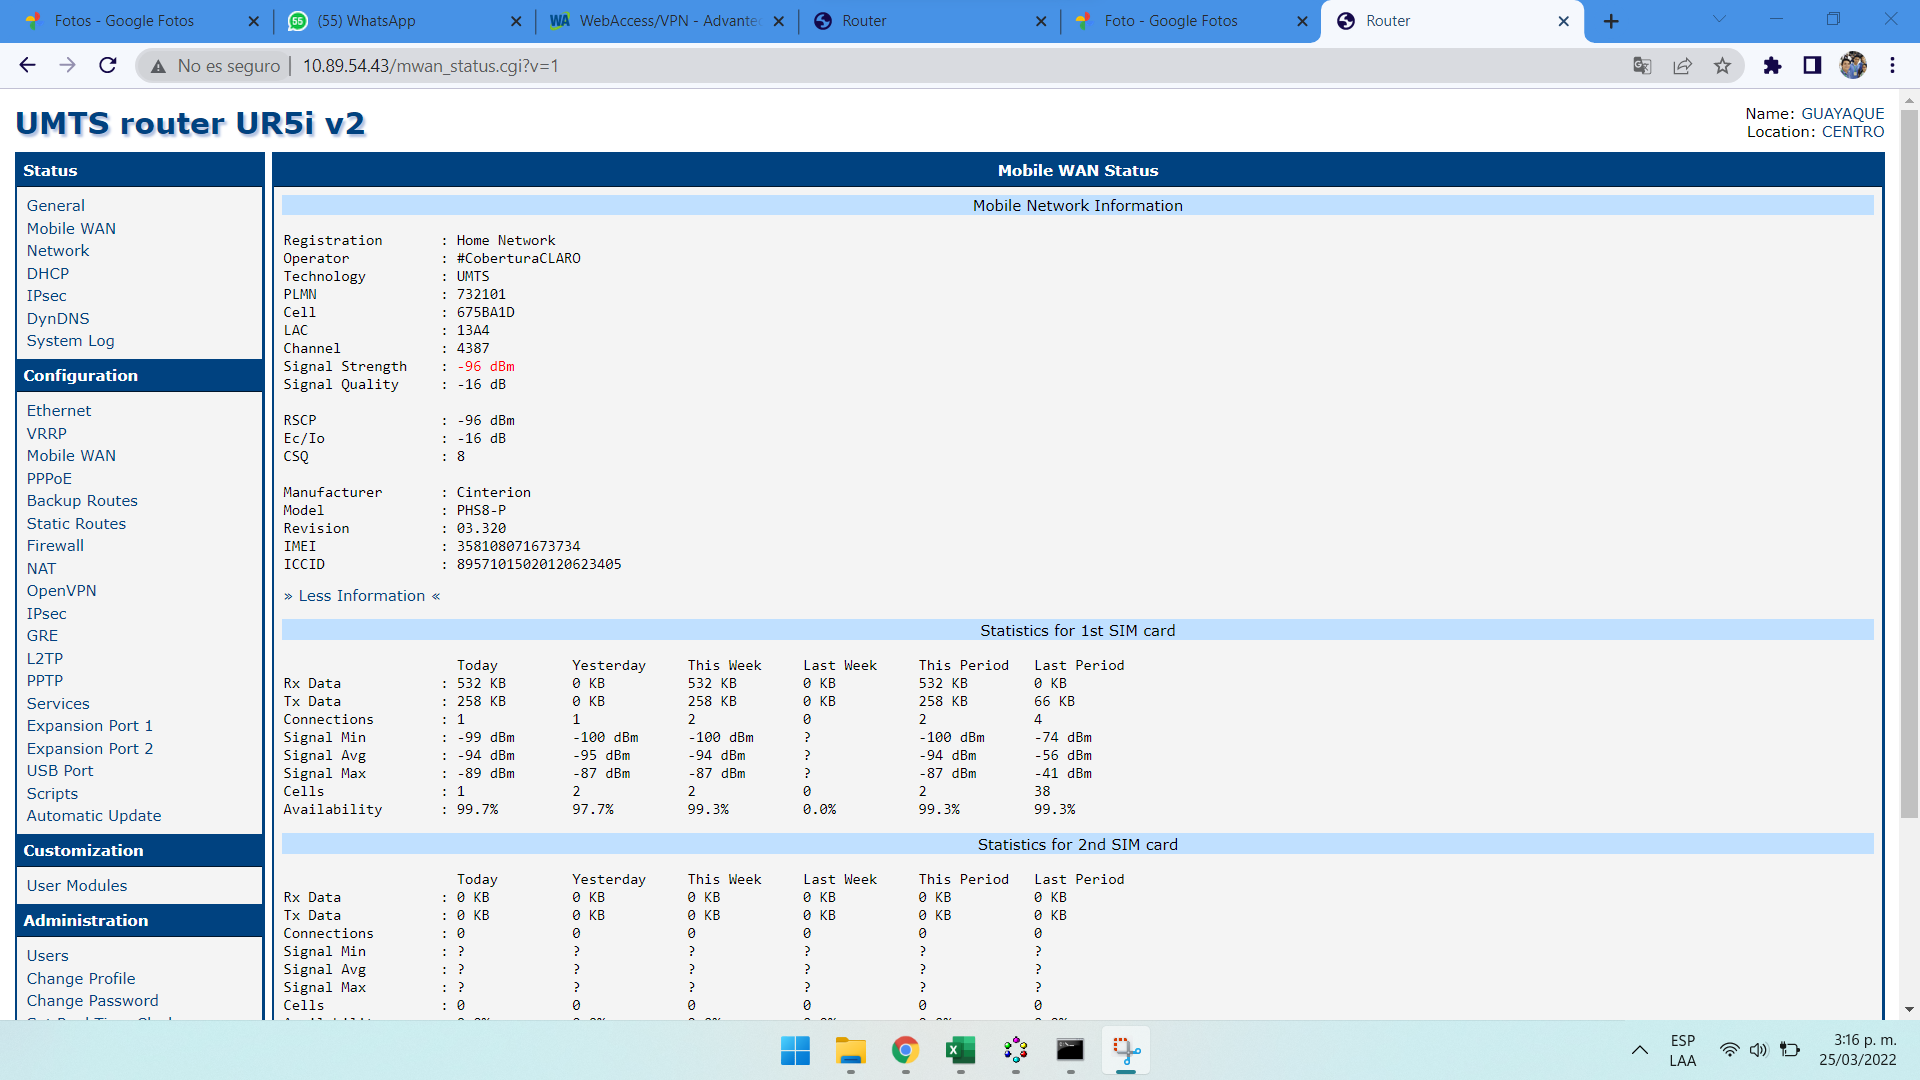 Fotos - Google Fotos
55 (55) WhatsApp
WA WebAccess/VPN - Advante
Router
Foto - Google Fotos
Router
No es seguro | 10.89.54.43/mwan_status.cgi?v=1
UMTS router UR5i v2
Name: GUAYAQUE
Location: CENTRO
Status
General
Mobile WAN
Network
DHCP
IPsec
DynDNS
System Log
Configuration
Ethernet
VRRP
Mobile WAN
PPPoE
Backup Routes
Static Routes
Firewall
NAT
OpenVPN
IPsec
GRE
L2TP
PPTP
Services
Expansion Port 1
Expansion Port 2
USB Port
Scripts
Automatic Update
Customization
User Modules
Administration
Users
Change Profile
Change Password
Mobile WAN Status
Mobile Network Information
Registration : Home Network
Operator : #CoberturaCLARO
Technology : UMTS
PLMN : 732101
Cell : 675BA1D
LAC : 13A4
Channel : 4387
Signal Strength : -96 dBm
Signal Quality : -16 dB
RSCP : -96 dBm
Ec/Io : -16 dB
CSQ : 8
Manufacturer : Cinterion
Model : PHS8-P
Revision : 03.320
IMEI : 358108071673734
ICCID : 89571015020120623405
» Less Information «
Statistics for 1st SIM card
Today Yesterday This Week Last Week This Period Last Period
Rx Data : 532 KB 0 KB 532 KB 0 KB 532 KB 0 KB
Tx Data : 258 KB 0 KB 258 KB 0 KB 258 KB 66 KB
Connections : 1 1 2 0 2 4
Signal Min : -99 dBm -100 dBm -100 dBm ? -100 dBm -74 dBm
Signal Avg : -94 dBm -95 dBm -94 dBm ? -94 dBm -56 dBm
Signal Max : -89 dBm -87 dBm -87 dBm ? -87 dBm -41 dBm
Cells : 1 2 2 0 2 38
Availability : 99.7% 97.7% 99.3% 0.0% 99.3% 99.3%
Statistics for 2nd SIM card
Today Yesterday This Week Last Week This Period Last Period
Rx Data : 0 KB 0 KB 0 KB 0 KB 0 KB 0 KB
Tx Data : 0 KB 0 KB 0 KB 0 KB 0 KB 0 KB
Connections : 0 0 0 0 0 0
Signal Min : ? ? ? ? ? ?
Signal Avg : ? ? ? ? ? ?
Signal Max : ? ? ? ? ? ?
Cells : 0 0 0 0 0 0
ESP
LAA
3:16 p. m.
25/03/2022